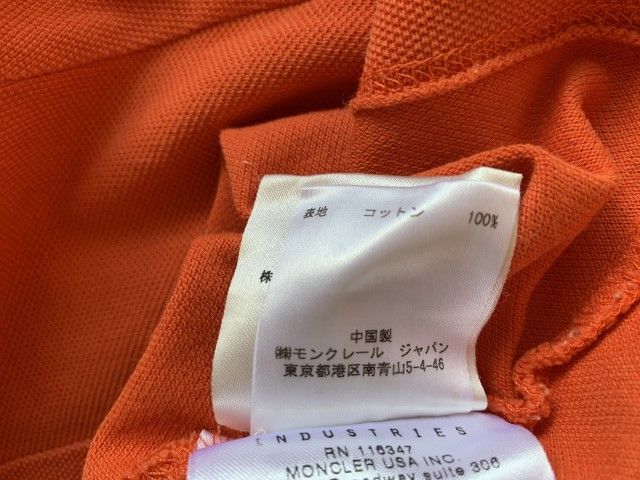 表地 コットン 100%
株
中国製
㈱モンクレール ジャパン
東京都港区南青山5-4-46
INDUSTRIES
RN 116347
MONCLER USA INC.
suite 306